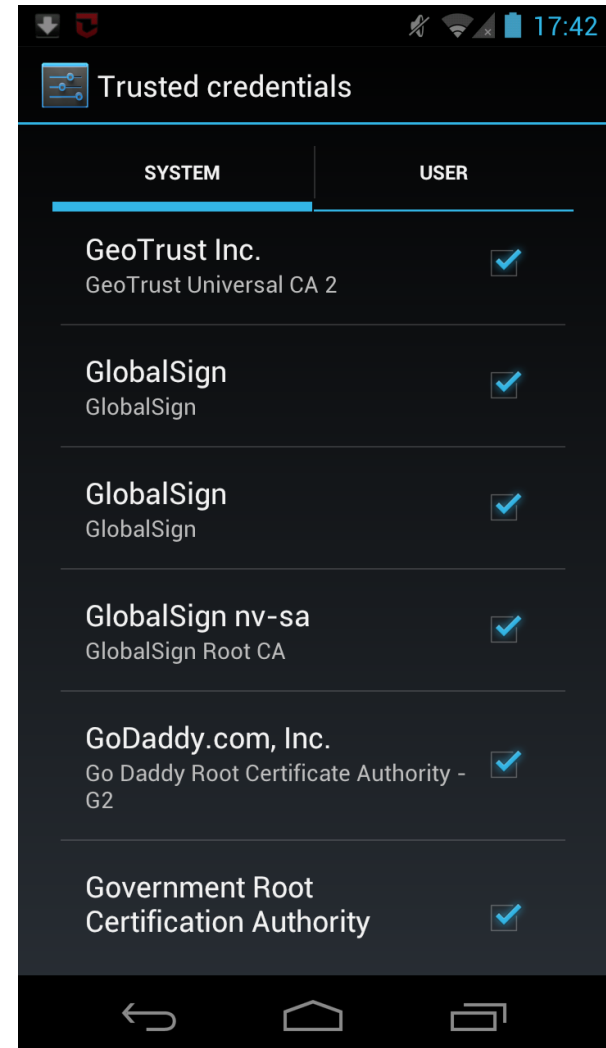 17:42
Trusted credentials
SYSTEM USER
GeoTrust Inc.
GeoTrust Universal CA 2
GlobalSign
GlobalSign
GlobalSign
GlobalSign
GlobalSign nv-sa
GlobalSign Root CA
GoDaddy.com, Inc.
Go Daddy Root Certificate Authority -
G2
Government Root
Certification Authority